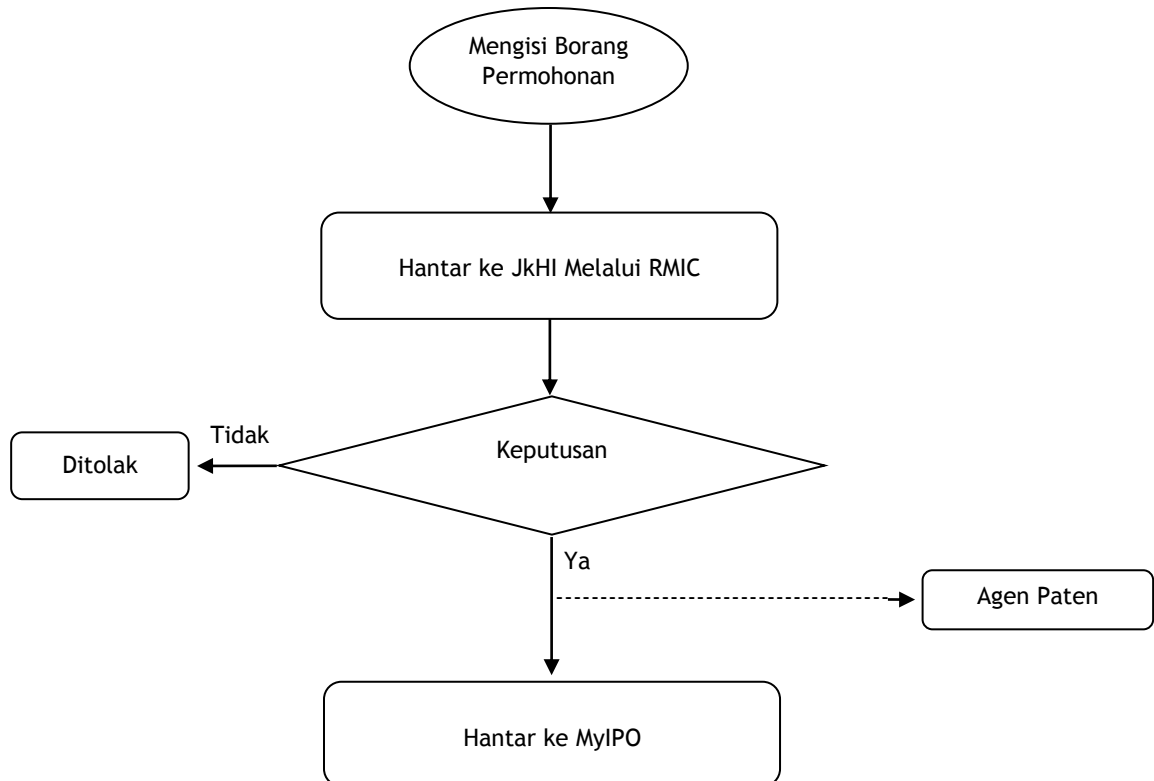 Mengisi Borang
Permohonan
Hantar ke JkHI Melalui RMIC
Keputusan
Tidak
Ditolak
Ya
Agen Paten
Hantar ke MyIPO